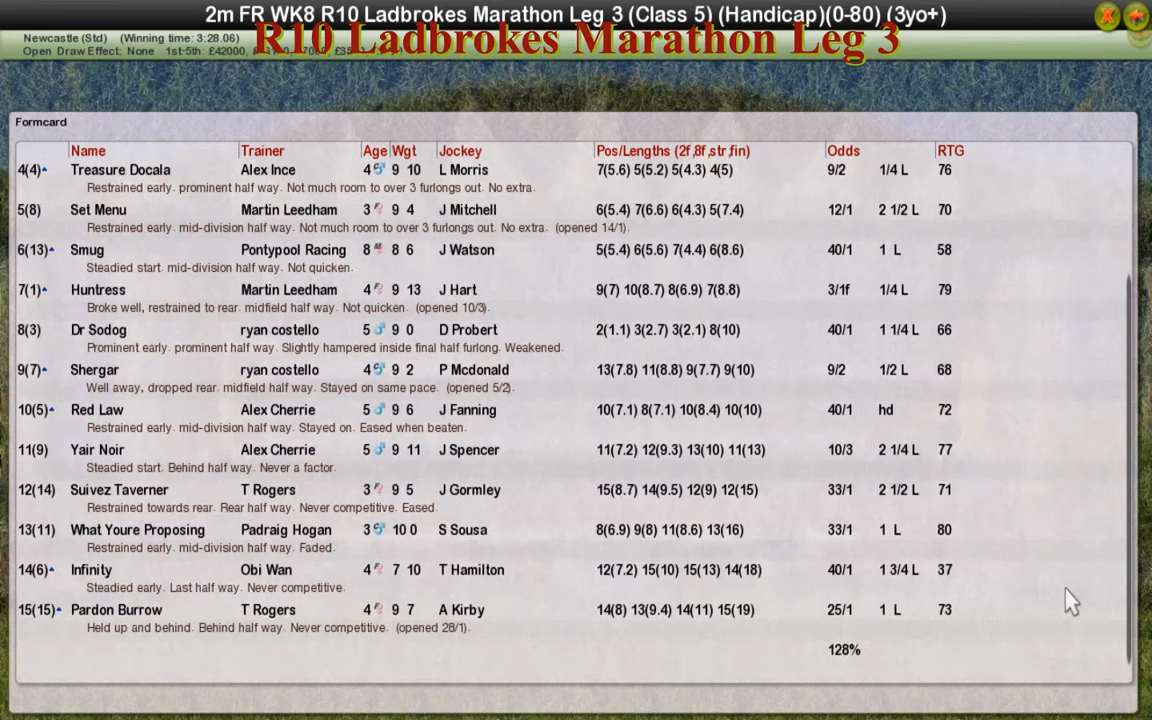 2m FR WK8 R10 Ladbrokes Marathon Leg 3 (Class 5) (Handicap)(0-80) (3yo+)
R10 Ladbrokes Marathon Leg 3
Newcastle (Std) (Winning time: 3:28.06)
Open Draw Effect: None 1st-5th: £42000,
Formcard
Name Trainer Age Wgt Jockey Pos/Lengths (2f,8f,str,fin) Odds RTG
4(4) Treasure Docala Alex Ince 4 9 10 L Morris 7(5.6) 5(5.2) 5(4.3) 4(5) 9/2 1/4 L 76
Restrained early. prominent half way. Not much room to over 3 furlongs out. No extra.
5(8) Set Menu Martin Leedham 3 9 4 J Mitchell 6(5.4) 7(6.6) 6(4.3) 5(7.4) 12/1 2 1/2 L 70
Restrained early. mid-division half way. Not much room to over 3 furlongs out. No extra. (opened 14/1).
6(13) Smug Pontypool Racing 8 8 6 J Watson 5(5.4) 6(5.6) 7(4.4) 6(8.6) 40/1 1 L 58
Steadied start. mid-division half way. Not quicken.
7(1) Huntress Martin Leedham 4 9 13 J Hart 9(7) 10(8.7) 8(6.9) 7(8.8) 3/1f 1/4 L 79
Broke well, restrained to rear. midfield half way. Not quicken. (opened 10/3).
8(3) Dr Sodog ryan costello 5 9 0 D Probert 2(1.1) 3(2.7) 3(2.1) 8(10) 40/1 1 1/4 L 66
Prominent early. prominent half way. Slightly hampered inside final half furlong. Weakened.
9(7) Shergar ryan costello 4 9 2 P Mcdonald 13(7.8) 11(8.8) 9(7.7) 9(10) 9/2 1/2 L 68
Well away, dropped rear. midfield half way. Stayed on same pace. (opened 5/2).
10(5) Red Law Alex Cherrie 5 9 6 J Fanning 10(7.1) 8(7.1) 10(8.4) 10(10) 40/1 hd 72
Restrained early. mid-division half way. Stayed on. Eased when beaten.
11(9) Yair Noir Alex Cherrie 5 9 11 J Spencer 11(7.2) 12(9.3) 13(10) 11(13) 10/3 2 1/4 L 77
Steadied start. Behind half way. Never a factor.
12(14) Suivez Taverner T Rogers 3 9 5 J Gormley 15(8.7) 14(9.5) 12(9) 12(15) 33/1 2 1/2 L 71
Restrained towards rear. Rear half way. Never competitive. Eased.
13(11) What Youre Proposing Padraig Hogan 3 10 0 S Sousa 8(6.9) 9(8) 11(8.6) 13(16) 33/1 1 L 80
Restrained early. mid-division half way. Faded.
14(6) Infinity Obi Wan 4 7 10 T Hamilton 12(7.2) 15(10) 15(13) 14(18) 40/1 1 3/4 L 37
Steadied early. Last half way. Never competitive.
15(15) Pardon Burrow T Rogers 4 9 7 A Kirby 14(8) 13(9.4) 14(11) 15(19) 25/1 1 L 73
Held up and behind. Behind half way. Never competitive. (opened 28/1).
128%